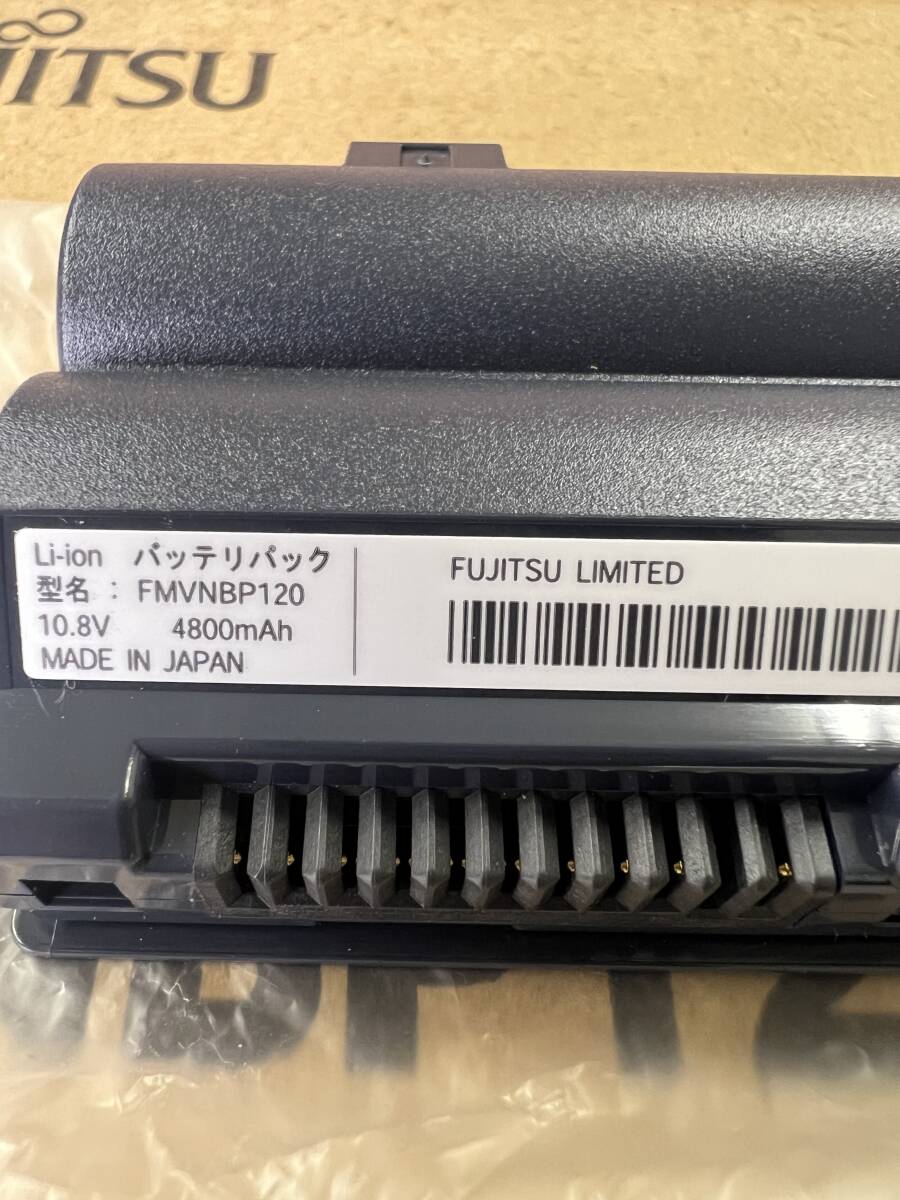 FUJITSU
Li-ion バッテリパック
型名： FMVNBP120
10.8V 4800mAh
MADE IN JAPAN
FUJITSU LIMITED